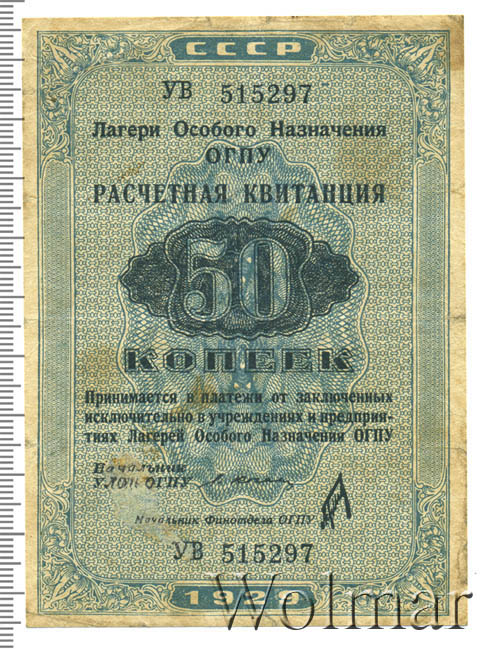 СССР
УВ 515297
Лагери Особого Назначения
ОГПУ
РАСЧЕТНАЯ КВИТАНЦИЯ
50
КОПЕЕК
Принимается в платежи от заключенных
исключительно в учреждениях и предприя-
тиях Лагерей Особого Назначения ОГПУ
Начальник
УЛОН ОГПУ
Начальник Финотдела ОГПУ
УВ 515297
1929
Wolmar